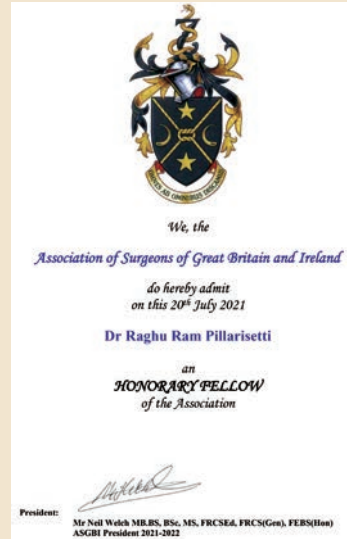 We, the
Association of Surgeons of Great Britain and Ireland
do hereby admit
on this 20th July 2021
Dr Raghu Ram Pillarisetti
an
HONORARY FELLOW
of the Association
President:
Mr Neil Welch MB.BS, BSc, MS, FRCSEd, FRCS(Gen), FEBS(Hon)
ASGBI President 2021-2022